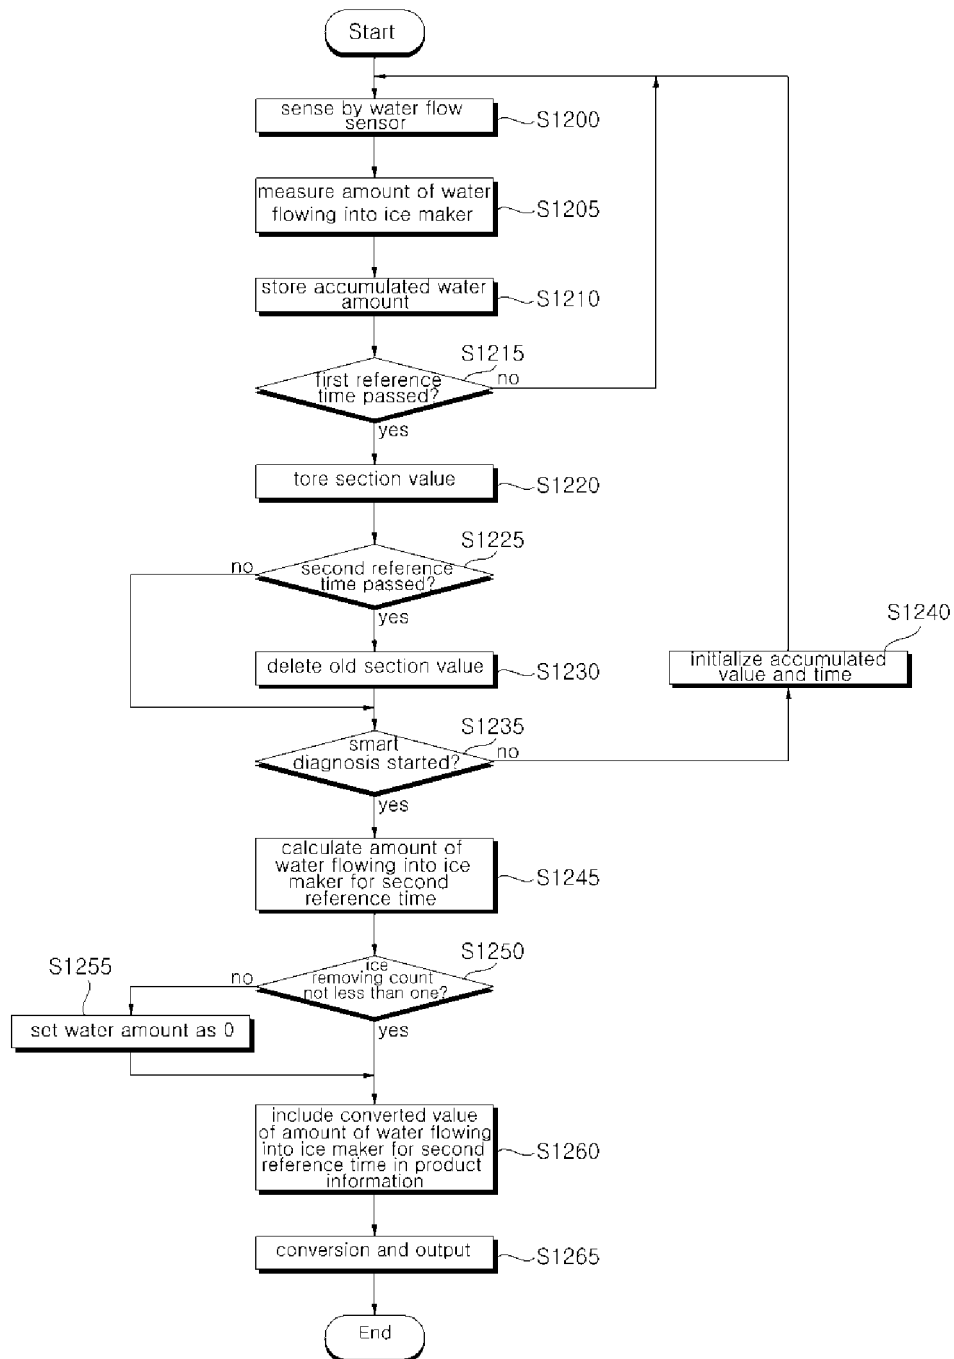 Start
sense by water flow
sensor
S1200
measure amount of water
flowing into ice maker
S1205
store accumulated water
amount
S1210
S1215
first reference
time passed?
no
yes
tore section value
S1220
S1225
no
second reference
time passed?
yes
S1240
initialize accumulated
value and time
delete old section value
S1230
S1235
smart
diagnosis started?
no
yes
calculate amount of
water flowing into ice
maker for second
reference time
S1245
S1250
ice
removing count
not less than one?
no
yes
S1255
set water amount as 0
include converted value
of amount of water flowing
into ice maker for second
reference time in product
information
S1260
conversion and output
S1265
End